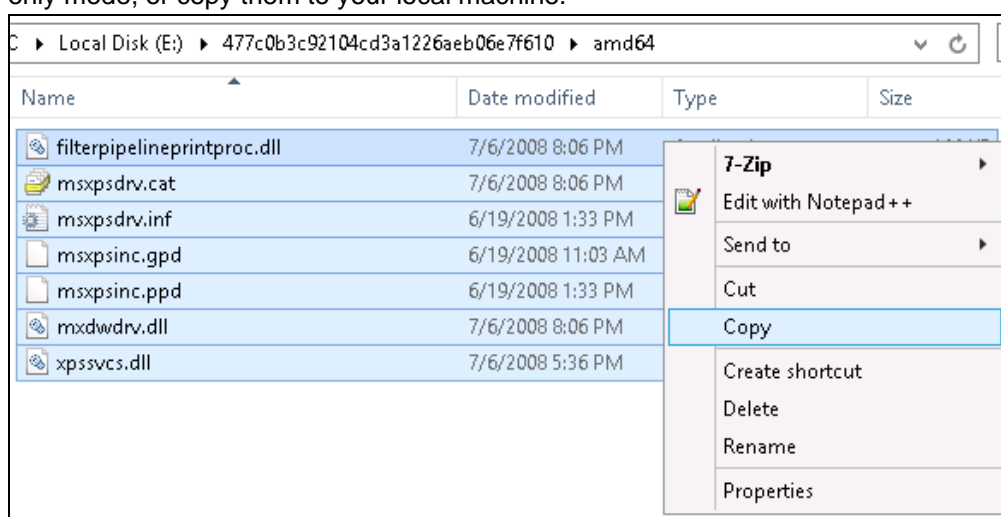 only mode, or copy them to your local machine.
Local Disk (E:) ▸ 477c0b3c92104cd3a1226aeb06e7f610 ▸ amd64
Name Date modified Type Size
filterpipelineprintproc.dll 7/6/2008 8:06 PM
msxpsdrv.cat 7/6/2008 8:06 PM
msxpsdrv.inf 6/19/2008 1:33 PM
msxpsinc.gpd 6/19/2008 11:03 AM
msxpsinc.ppd 6/19/2008 1:33 PM
mxdwdrv.dll 7/6/2008 8:06 PM
xpssvcs.dll 7/6/2008 5:36 PM
7-Zip
Edit with Notepad++
Send to
Cut
Copy
Create shortcut
Delete
Rename
Properties